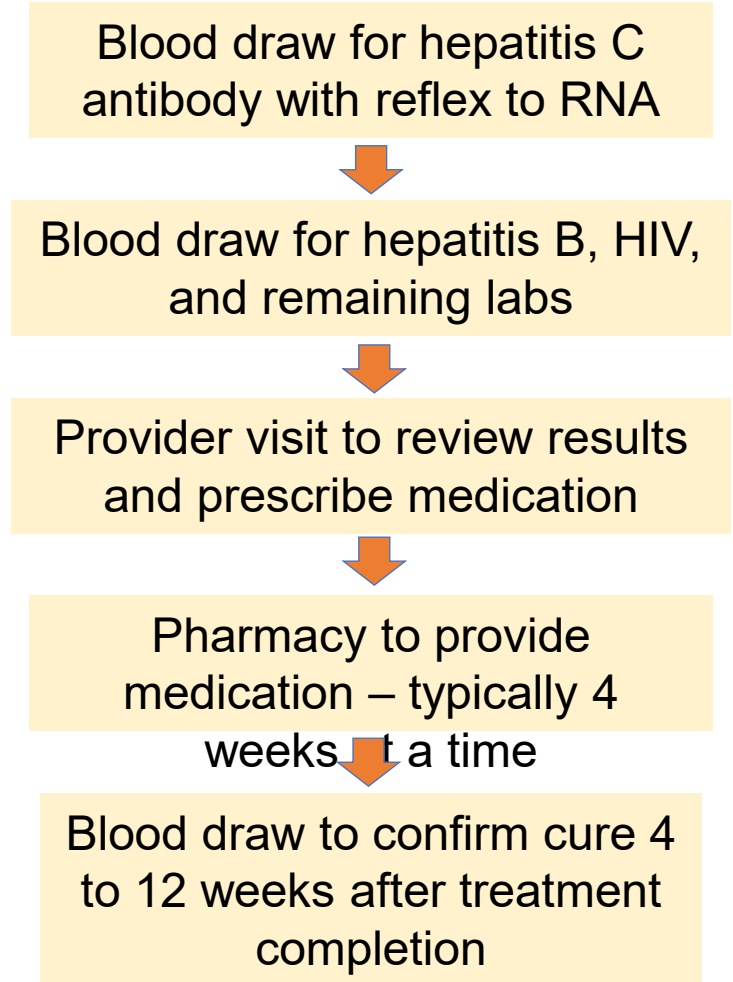 Blood draw for hepatitis C
antibody with reflex to RNA
Blood draw for hepatitis B, HIV,
and remaining labs
Provider visit to review results
and prescribe medication
Pharmacy to provide
medication – typically 4
weeks at a time
Blood draw to confirm cure 4
to 12 weeks after treatment
completion